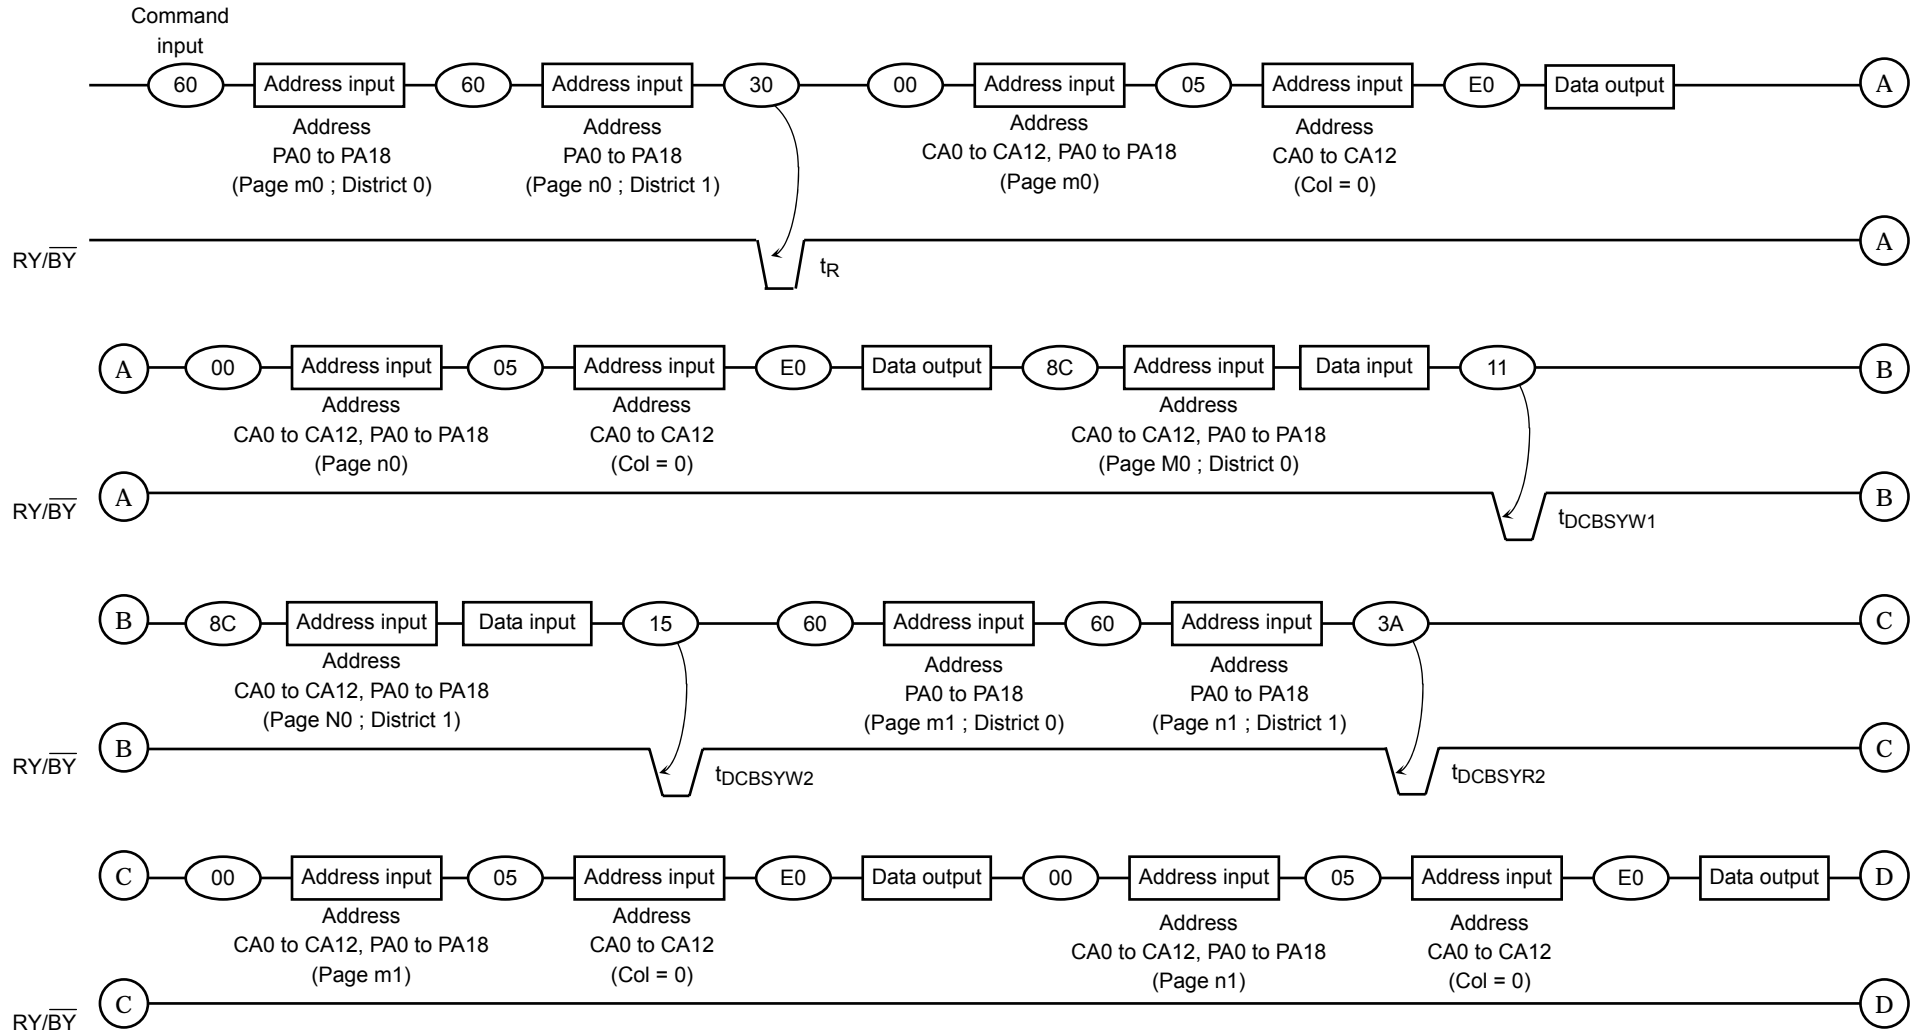 Command
input
60 Address input 60 Address input 30 00 Address input 05 Address input E0 Data output A
Address
PA0 to PA18
(Page m0 ; District 0)
Address
PA0 to PA18
(Page n0 ; District 1)
Address
CA0 to CA12, PA0 to PA18
(Page m0)
Address
CA0 to CA12
(Col = 0)
RY/BY tR A
A 00 Address input 05 Address input E0 Data output 8C Address input Data input 11 B
Address
CA0 to CA12, PA0 to PA18
(Page n0)
Address
CA0 to CA12
(Col = 0)
Address
CA0 to CA12, PA0 to PA18
(Page M0 ; District 0)
RY/BY A tDCBSYW1 B
B 8C Address input Data input 15 60 Address input 60 Address input 3A C
Address
CA0 to CA12, PA0 to PA18
(Page N0 ; District 1)
Address
PA0 to PA18
(Page m1 ; District 0)
Address
PA0 to PA18
(Page n1 ; District 1)
RY/BY B tDCBSYW2 tDCBSYR2 C
C 00 Address input 05 Address input E0 Data output 00 Address input 05 Address input E0 Data output D
Address
CA0 to CA12, PA0 to PA18
(Page m1)
Address
CA0 to CA12
(Col = 0)
Address
CA0 to CA12, PA0 to PA18
(Page n1)
Address
CA0 to CA12
(Col = 0)
RY/BY C D